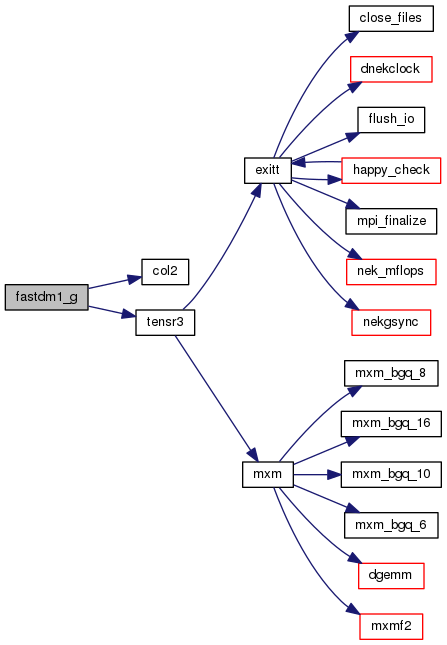 close_files
dnekclock
flush_io
exitt
happy_check
mpi_finalize
col2
nek_mflops
fastdm1_g
tensr3
nekgsync
mxm_bgq_8
mxm_bgq_16
mxm
mxm_bgq_10
mxm_bgq_6
dgemm
mxmf2